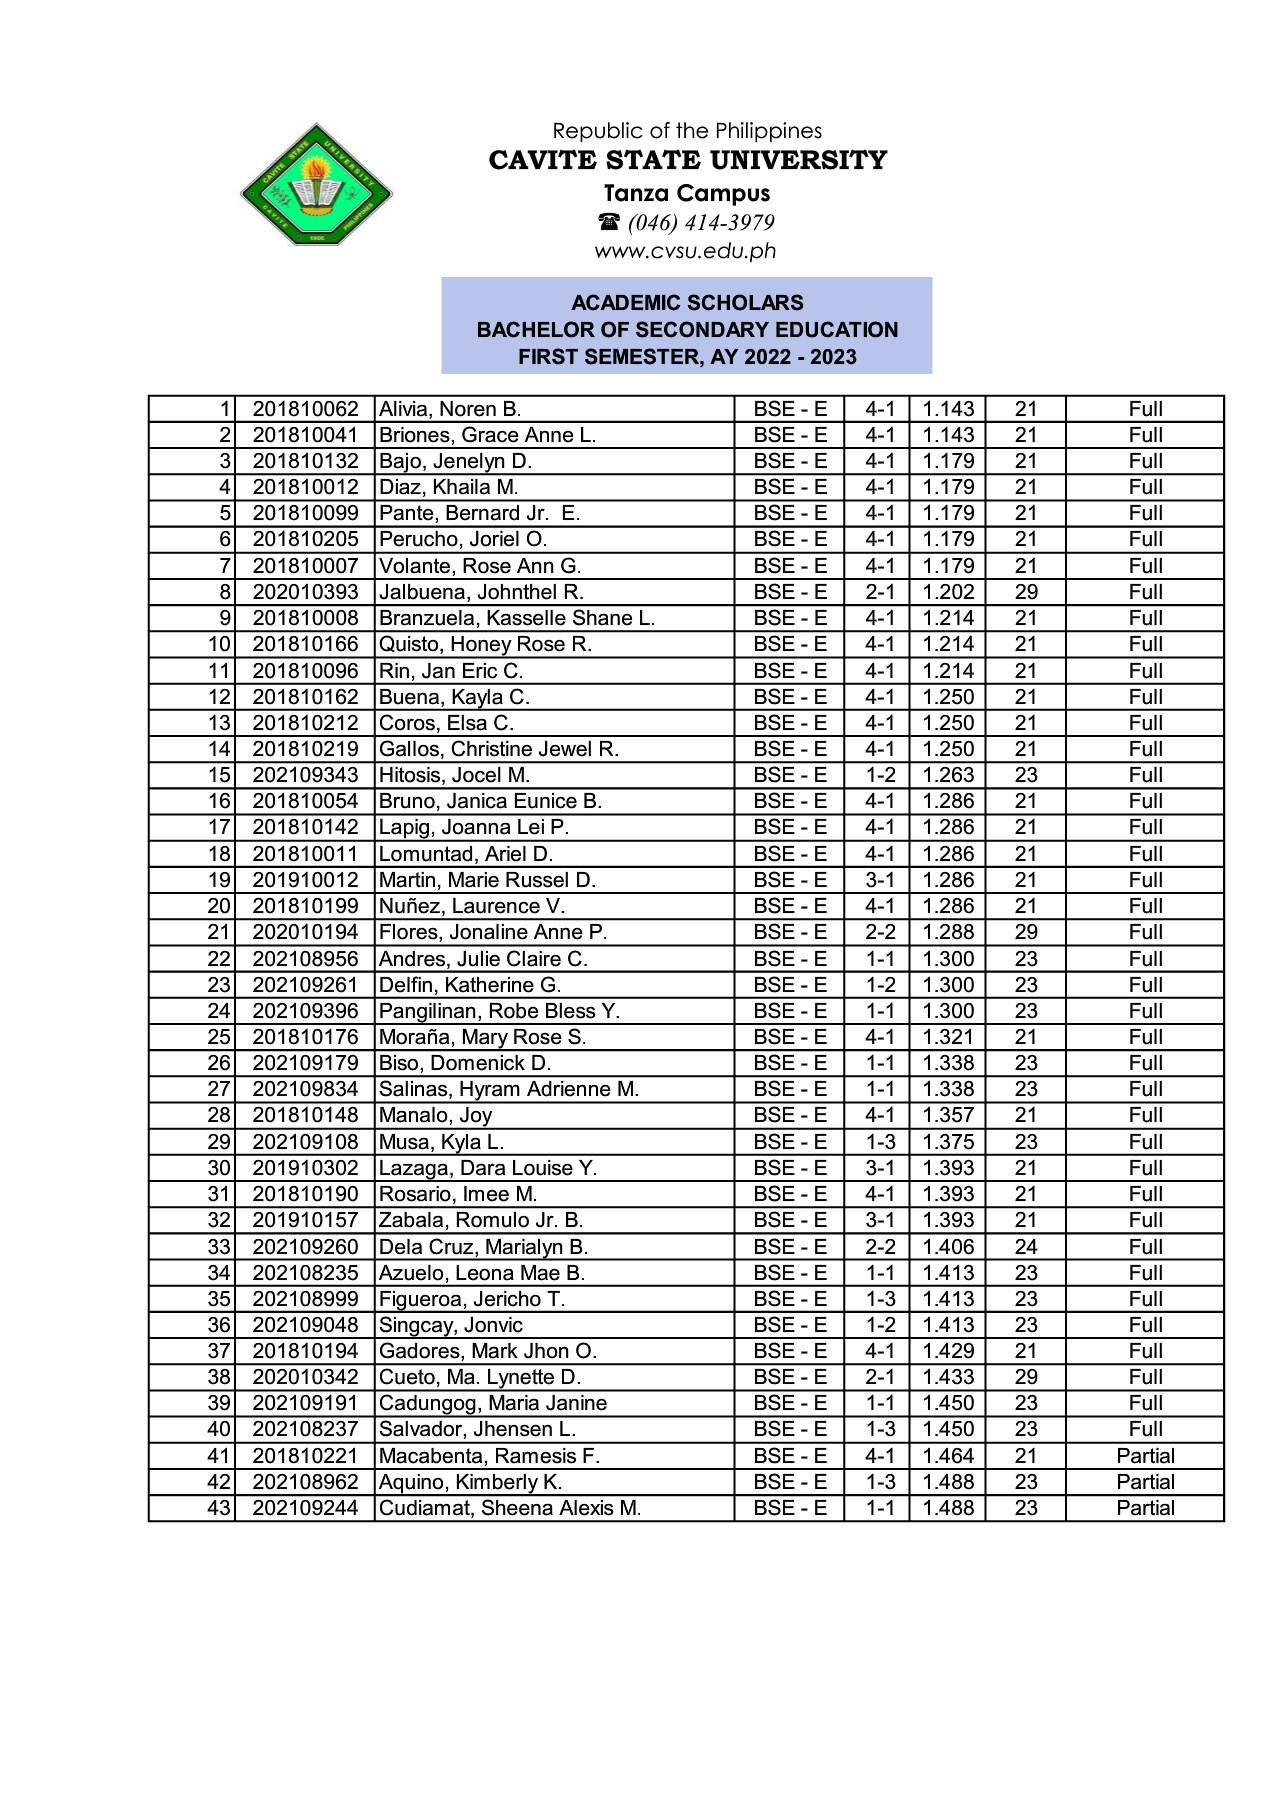 Republic of the Philippines
CAVITE STATE UNIVERSITY
Tanza Campus
☎ (046) 414-3979
www.cvsu.edu.ph
CAVITE STATE UNIVERSITY
CAVITE PHILIPPINES
1906
ACADEMIC SCHOLARS
BACHELOR OF SECONDARY EDUCATION
FIRST SEMESTER, AY 2022 - 2023
1 201810062 Alivia, Noren B. BSE - E 4-1 1.143 21 Full
2 201810041 Briones, Grace Anne L. BSE - E 4-1 1.143 21 Full
3 201810132 Bajo, Jenelyn D. BSE - E 4-1 1.179 21 Full
4 201810012 Diaz, Khaila M. BSE - E 4-1 1.179 21 Full
5 201810099 Pante, Bernard Jr. E. BSE - E 4-1 1.179 21 Full
6 201810205 Perucho, Joriel O. BSE - E 4-1 1.179 21 Full
7 201810007 Volante, Rose Ann G. BSE - E 4-1 1.179 21 Full
8 202010393 Jalbuena, Johnthel R. BSE - E 2-1 1.202 29 Full
9 201810008 Branzuela, Kasselle Shane L. BSE - E 4-1 1.214 21 Full
10 201810166 Quisto, Honey Rose R. BSE - E 4-1 1.214 21 Full
11 201810096 Rin, Jan Eric C. BSE - E 4-1 1.214 21 Full
12 201810162 Buena, Kayla C. BSE - E 4-1 1.250 21 Full
13 201810212 Coros, Elsa C. BSE - E 4-1 1.250 21 Full
14 201810219 Gallos, Christine Jewel R. BSE - E 4-1 1.250 21 Full
15 202109343 Hitosis, Jocel M. BSE - E 1-2 1.263 23 Full
16 201810054 Bruno, Janica Eunice B. BSE - E 4-1 1.286 21 Full
17 201810142 Lapig, Joanna Lei P. BSE - E 4-1 1.286 21 Full
18 201810011 Lomuntad, Ariel D. BSE - E 4-1 1.286 21 Full
19 201910012 Martin, Marie Russel D. BSE - E 3-1 1.286 21 Full
20 201810199 Nuñez, Laurence V. BSE - E 4-1 1.286 21 Full
21 202010194 Flores, Jonaline Anne P. BSE - E 2-2 1.288 29 Full
22 202108956 Andres, Julie Claire C. BSE - E 1-1 1.300 23 Full
23 202109261 Delfin, Katherine G. BSE - E 1-2 1.300 23 Full
24 202109396 Pangilinan, Robe Bless Y. BSE - E 1-1 1.300 23 Full
25 201810176 Moraña, Mary Rose S. BSE - E 4-1 1.321 21 Full
26 202109179 Biso, Domenick D. BSE - E 1-1 1.338 23 Full
27 202109834 Salinas, Hyram Adrienne M. BSE - E 1-1 1.338 23 Full
28 201810148 Manalo, Joy BSE - E 4-1 1.357 21 Full
29 202109108 Musa, Kyla L. BSE - E 1-3 1.375 23 Full
30 201910302 Lazaga, Dara Louise Y. BSE - E 3-1 1.393 21 Full
31 201810190 Rosario, Imee M. BSE - E 4-1 1.393 21 Full
32 201910157 Zabala, Romulo Jr. B. BSE - E 3-1 1.393 21 Full
33 202109260 Dela Cruz, Marialyn B. BSE - E 2-2 1.406 24 Full
34 202108235 Azuelo, Leona Mae B. BSE - E 1-1 1.413 23 Full
35 202108999 Figueroa, Jericho T. BSE - E 1-3 1.413 23 Full
36 202109048 Singcay, Jonvic BSE - E 1-2 1.413 23 Full
37 201810194 Gadores, Mark Jhon O. BSE - E 4-1 1.429 21 Full
38 202010342 Cueto, Ma. Lynette D. BSE - E 2-1 1.433 29 Full
39 202109191 Cadungog, Maria Janine BSE - E 1-1 1.450 23 Full
40 202108237 Salvador, Jhensen L. BSE - E 1-3 1.450 23 Full
41 201810221 Macabenta, Ramesis F. BSE - E 4-1 1.464 21 Partial
42 202108962 Aquino, Kimberly K. BSE - E 1-3 1.488 23 Partial
43 202109244 Cudiamat, Sheena Alexis M. BSE - E 1-1 1.488 23 Partial